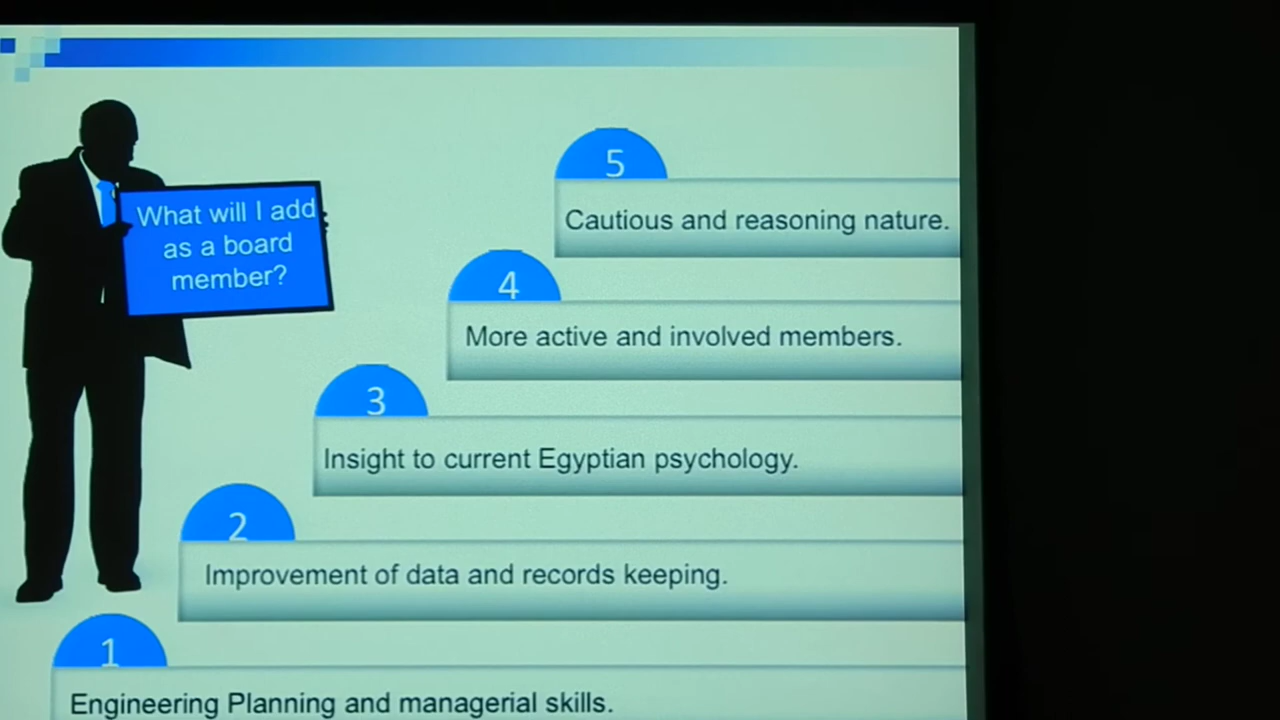 What will I add
as a board
member?
5
Cautious and reasoning nature.
4
More active and involved members.
3
Insight to current Egyptian psychology.
2
Improvement of data and records keeping.
1
Engineering Planning and managerial skills.